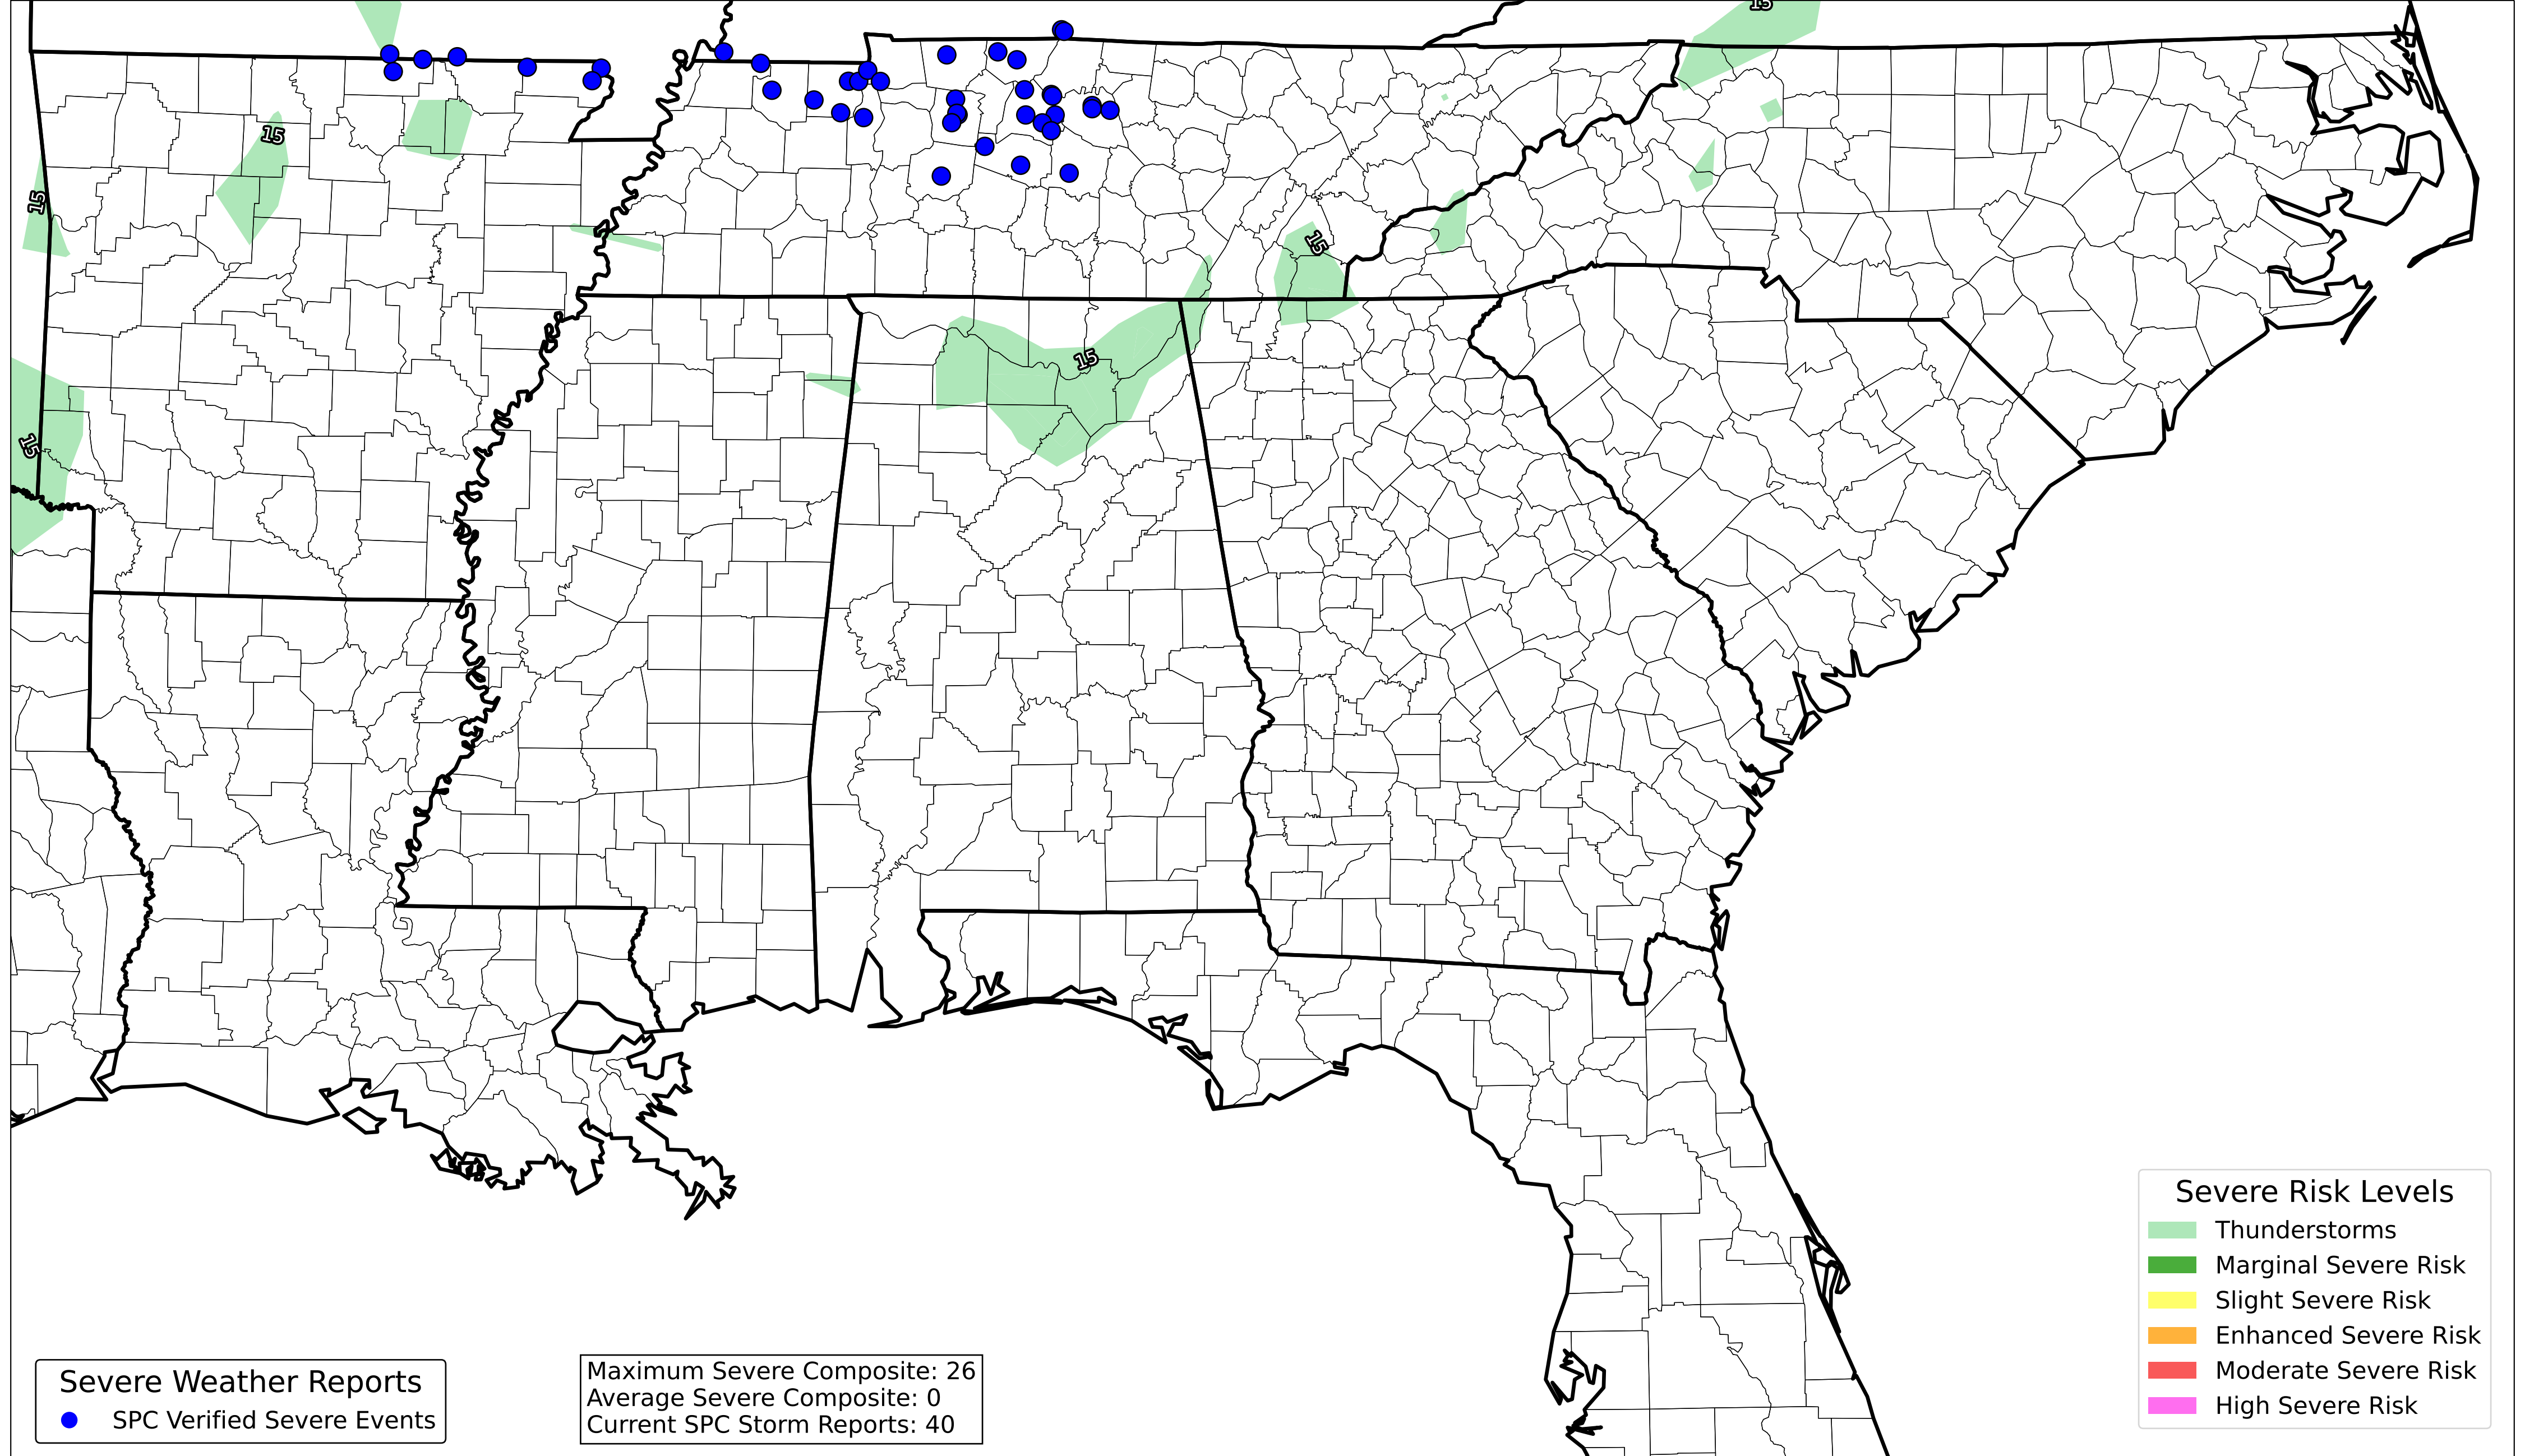 15
15
15
15
15
15
Severe Weather Reports
SPC Verified Severe Events
Maximum Severe Composite: 26
Average Severe Composite: 0
Current SPC Storm Reports: 40
Severe Risk Levels
Thunderstorms
Marginal Severe Risk
Slight Severe Risk
Enhanced Severe Risk
Moderate Severe Risk
High Severe Risk